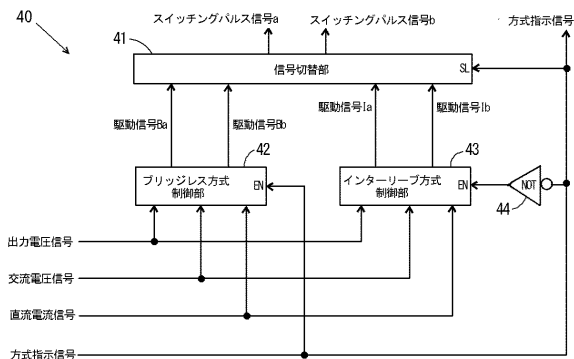 40
スイッチングパルス信号a
スイッチングパルス信号b
方式指示信号
41
信号切替部
SL
駆動信号Ba
駆動信号Bb
駆動信号Ia
駆動信号Ib
42
43
ブリッジレス方式
制御部
EN
インターリーブ方式
制御部
EN
NOT
44
出力電圧信号
交流電圧信号
直流電流信号
方式指示信号